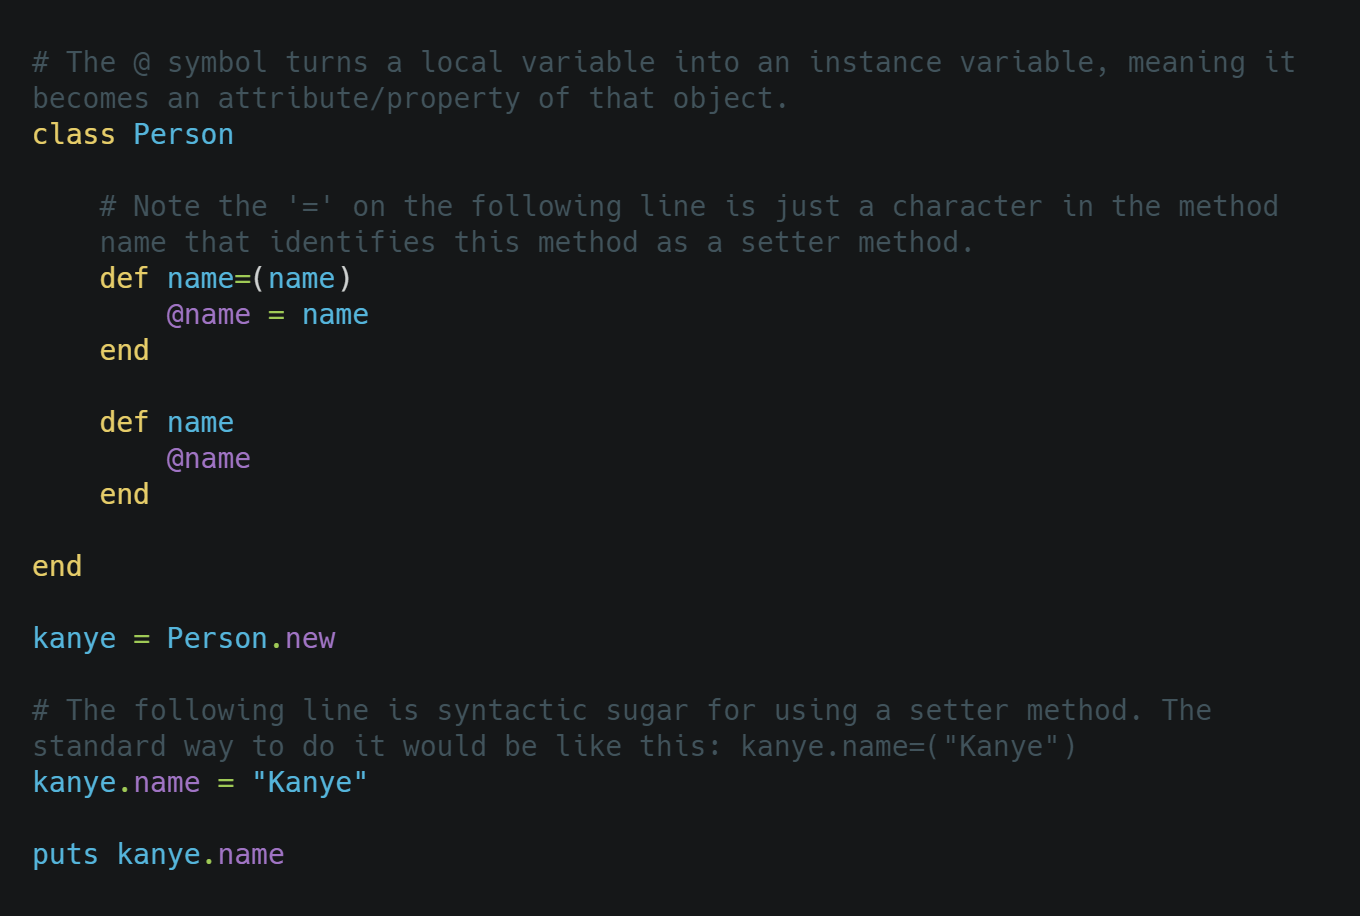 # The @ symbol turns a local variable into an instance variable, meaning it
becomes an attribute/property of that object.
class Person
    # Note the '=' on the following line is just a character in the method
    name that identifies this method as a setter method.
    def name=(name)
        @name = name
    end
    def name
        @name
    end
end
kanye = Person.new
# The following line is syntactic sugar for using a setter method. The
standard way to do it would be like this: kanye.name=("Kanye")
kanye.name = "Kanye"
puts kanye.name